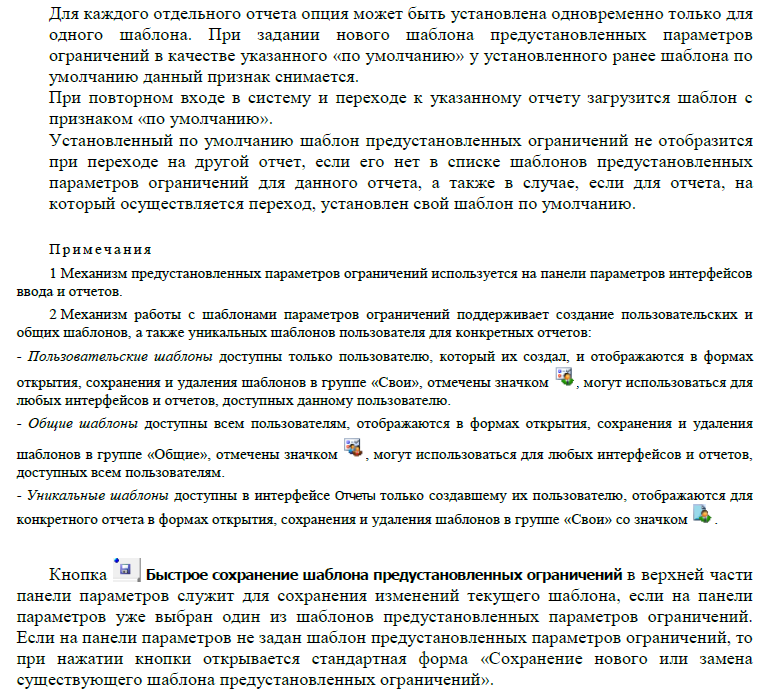 Для каждого отдельного отчета опция может быть установлена одновременно только для
одного шаблона. При задании нового шаблона предустановленных параметров
ограничений в качестве указанного «по умолчанию» у установленного ранее шаблона по
умолчанию данный признак снимается.
При повторном входе в систему и переходе к указанному отчету загрузится шаблон с
признаком «по умолчанию».
Установленный по умолчанию шаблон предустановленных ограничений не отобразится
при переходе на другой отчет, если его нет в списке шаблонов предустановленных
параметров ограничений для данного отчета, а также в случае, если для отчета, на
который осуществляется переход, установлен свой шаблон по умолчанию.
Примечания
1 Механизм предустановленных параметров ограничений используется на панели параметров интерфейсов
ввода и отчетов.
2 Механизм работы с шаблонами параметров ограничений поддерживает создание пользовательских и
общих шаблонов, а также уникальных шаблонов пользователя для конкретных отчетов:
- Пользовательские шаблоны доступны только пользователю, который их создал, и отображаются в формах
открытия, сохранения и удаления шаблонов в группе «Свои», отмечены значком , могут использоваться для
любых интерфейсов и отчетов, доступных данному пользователю.
- Общие шаблоны доступны всем пользователям, отображаются в формах открытия, сохранения и удаления
шаблонов в группе «Общие», отмечены значком , могут использоваться для любых интерфейсов и отчетов,
доступных всем пользователям.
- Уникальные шаблоны доступны в интерфейсе Отчеты только создавшему их пользователю, отображаются для
конкретного отчета в формах открытия, сохранения и удаления шаблонов в группе «Свои» со значком .
Кнопка Быстрое сохранение шаблона предустановленных ограничений в верхней части
панели параметров служит для сохранения изменений текущего шаблона, если на панели
параметров уже выбран один из шаблонов предустановленных параметров ограничений.
Если на панели параметров не задан шаблон предустановленных параметров ограничений, то
при нажатии кнопки открывается стандартная форма «Сохранение нового или замена
существующего шаблона предустановленных ограничений».